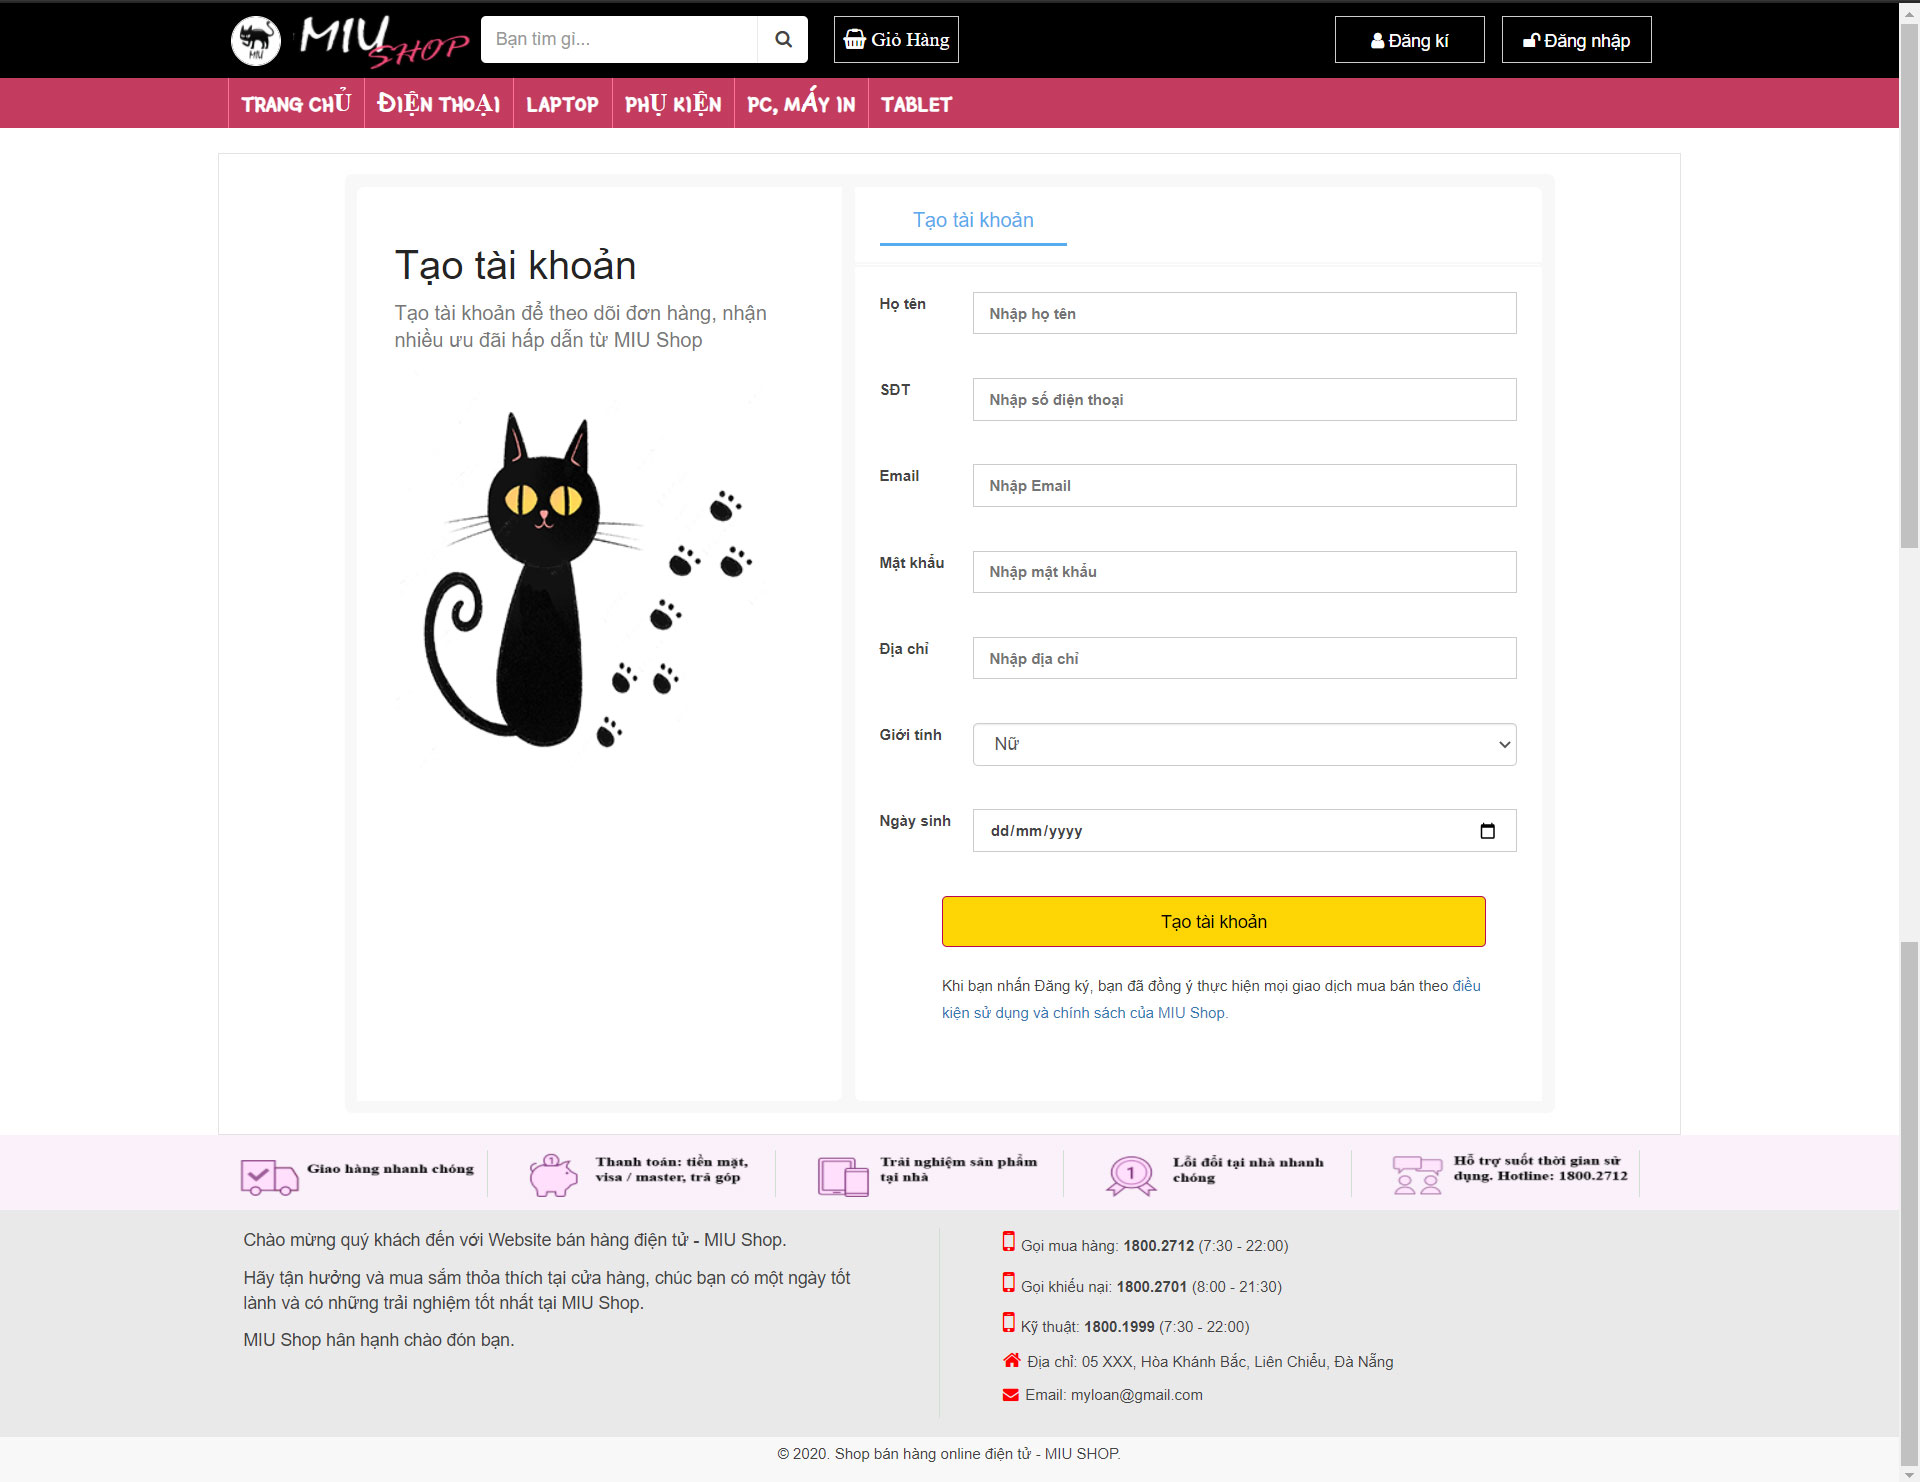 MIU
MIU SHOP
Bạn tìm gì...
Giỏ Hàng
Đăng kí
Đăng nhập
TRANG CHỦ
ĐIỆN THOẠI
LAPTOP
PHỤ KIỆN
PC, MÁY IN
TABLET
Tạo tài khoản
Tạo tài khoản để theo dõi đơn hàng, nhận
nhiều ưu đãi hấp dẫn từ MIU Shop
Tạo tài khoản
Họ tên
Nhập họ tên
SĐT
Nhập số điện thoại
Email
Nhập Email
Mật khẩu
Nhập mật khẩu
Địa chỉ
Nhập địa chỉ
Giới tính
Nữ
Ngày sinh
dd/mm/yyyy
Tạo tài khoản
Khi bạn nhấn Đăng ký, bạn đã đồng ý thực hiện mọi giao dịch mua bán theo điều
kiện sử dụng và chính sách của MIU Shop.
Giao hàng nhanh chóng
Thanh toán: tiền mặt,
visa / master, trả góp
Trải nghiệm sản phẩm
tại nhà
1
Lỗi đổi tại nhà nhanh
chóng
Hỗ trợ suốt thời gian sử
dụng. Hotline: 1800.2712
Chào mừng quý khách đến với Website bán hàng điện tử - MIU Shop.
Hãy tận hưởng và mua sắm thỏa thích tại cửa hàng, chúc bạn có một ngày tốt
lành và có những trải nghiệm tốt nhất tại MIU Shop.
MIU Shop hân hạnh chào đón bạn.
Gọi mua hàng: 1800.2712 (7:30 - 22:00)
Gọi khiếu nại: 1800.2701 (8:00 - 21:30)
Kỹ thuật: 1800.1999 (7:30 - 22:00)
Địa chỉ: 05 XXX, Hòa Khánh Bắc, Liên Chiểu, Đà Nẵng
Email: myloan@gmail.com
© 2020. Shop bán hàng online điện tử - MIU SHOP.